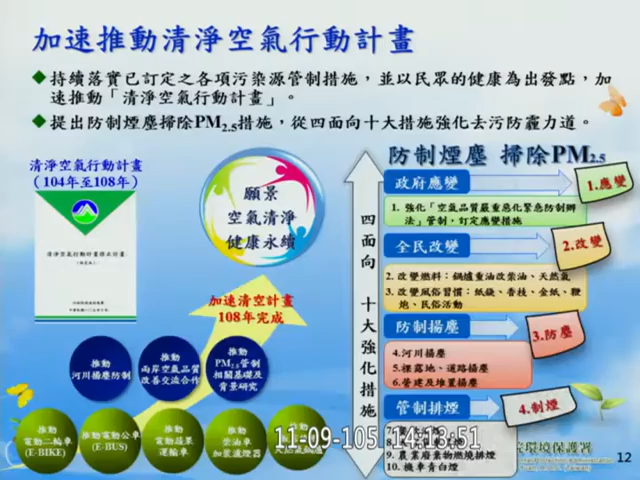 加速推動清淨空氣行動計畫
◆持續落實已訂定之各項污染源管制措施，並以民眾的健康為出發點，加
速推動「清淨空氣行動計畫」。
◆提出防制煙塵掃除PM2.5措施，從四面向十大措施強化去污防霾力道。
清淨空氣行動計畫
（104年至108年）
願景
空氣清淨
健康永續
加速清空計畫
108年完成
推動
河川揚塵防制
推動
兩岸空氣品質
改善交流合作
推動
PM2.5管制
相關基礎及
背景研究
推動
電動二輪車
(E-BIKE)
推動電動公車
(E-BUS)
推動
電動蔬果
運輸車
推動
柴油車
加裝濾煙器
防制煙塵 掃除PM2.5
四面向 十大強化措施
政府應變
1.應變
1. 強化「空氣品質嚴重惡化緊急防制辦
法」管制、訂定應變措施
全民改變
2.改變
2. 改變燃料：鍋爐重油改柴油、天然氣
3. 改變風俗習慣：紙錢、香枝、金紙、鞭
炮、民俗活動
防制揚塵
3.防塵
4.河川揚塵
5.裸露地、道路揚塵
6.營建及堆置揚塵
管制排煙
4.制煙
9. 農業廢棄物燃燒排煙
10. 機車青白煙
11-09-105 14:13:51
院環境保護署
12